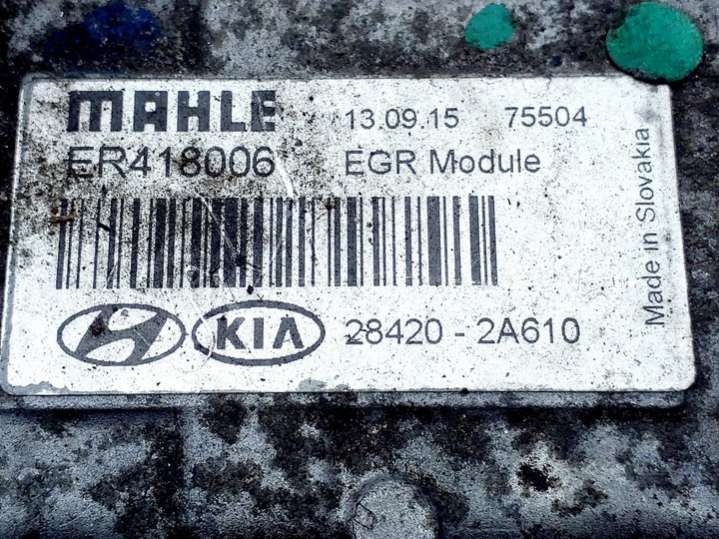 MAHLE 13.09.15 75504
ER418006 EGR Module
KIA 28420 - 2A610
Made in Slovakia